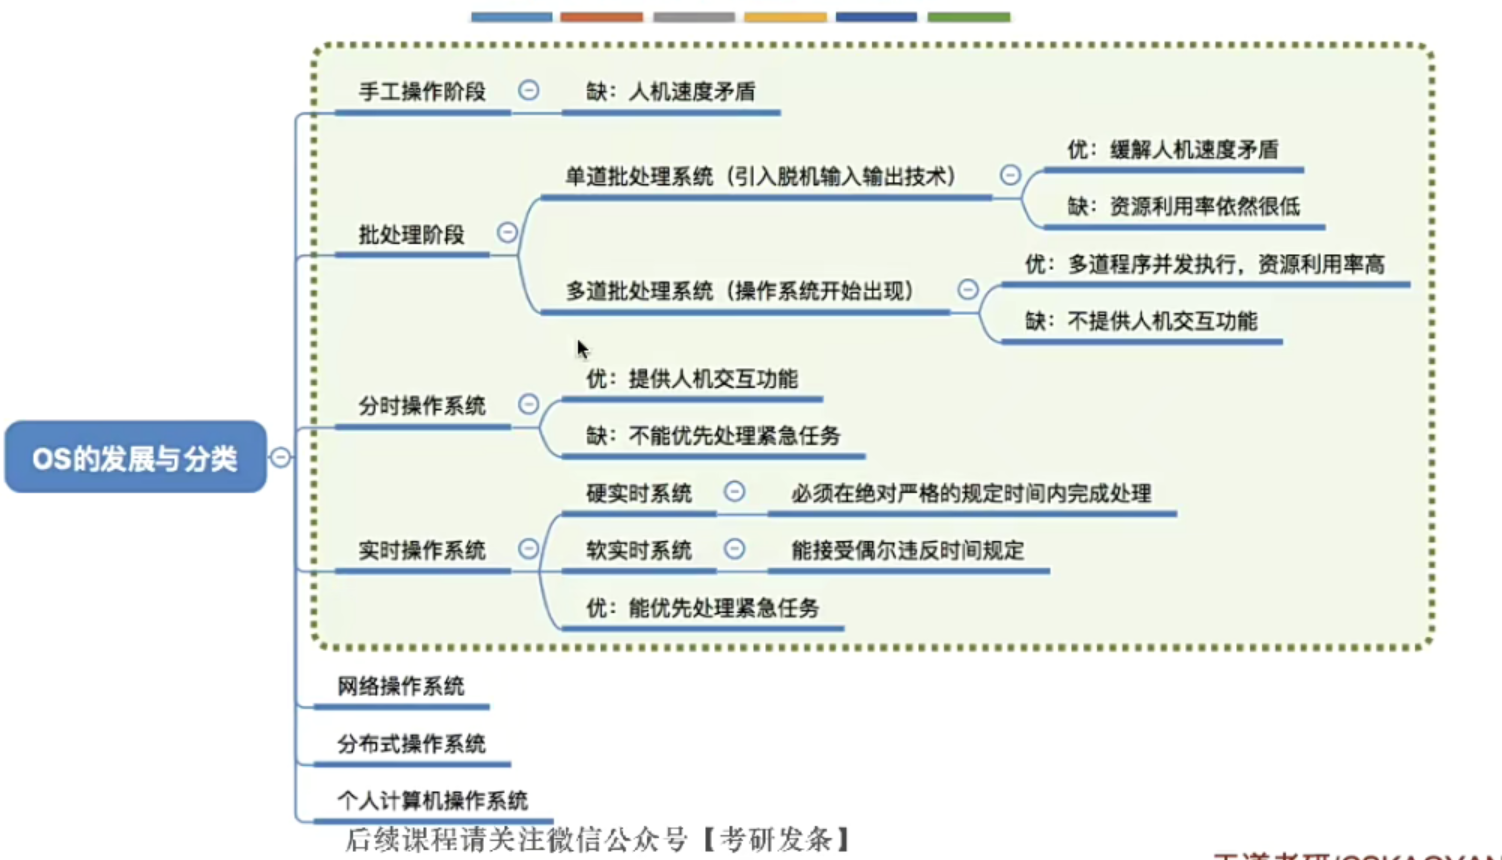 手工操作阶段
缺：人机速度矛盾
批处理阶段
单道批处理系统（引入脱机输入输出技术）
优：缓解人机速度矛盾
缺：资源利用率依然很低
多道批处理系统（操作系统开始出现）
优：多道程序并发执行，资源利用率高
缺：不提供人机交互功能
OS的发展与分类
分时操作系统
优：提供人机交互功能
缺：不能优先处理紧急任务
实时操作系统
硬实时系统
必须在绝对严格的规定时间内完成处理
软实时系统
能接受偶尔违反时间规定
优：能优先处理紧急任务
网络操作系统
分布式操作系统
个人计算机操作系统
后续课程请关注微信公众号【考研发条】